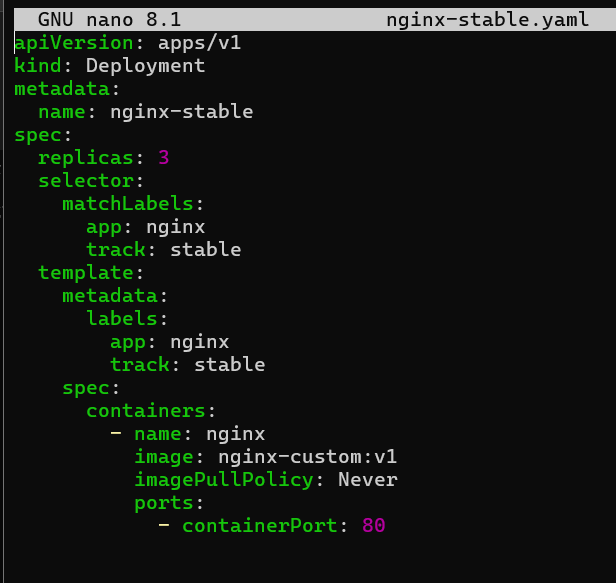 GNU nano 8.1 nginx-stable.yaml
apiVersion: apps/v1
kind: Deployment
metadata:
  name: nginx-stable
spec:
  replicas: 3
  selector:
    matchLabels:
      app: nginx
      track: stable
  template:
    metadata:
      labels:
        app: nginx
        track: stable
    spec:
      containers:
        - name: nginx
          image: nginx-custom:v1
          imagePullPolicy: Never
          ports:
            - containerPort: 80